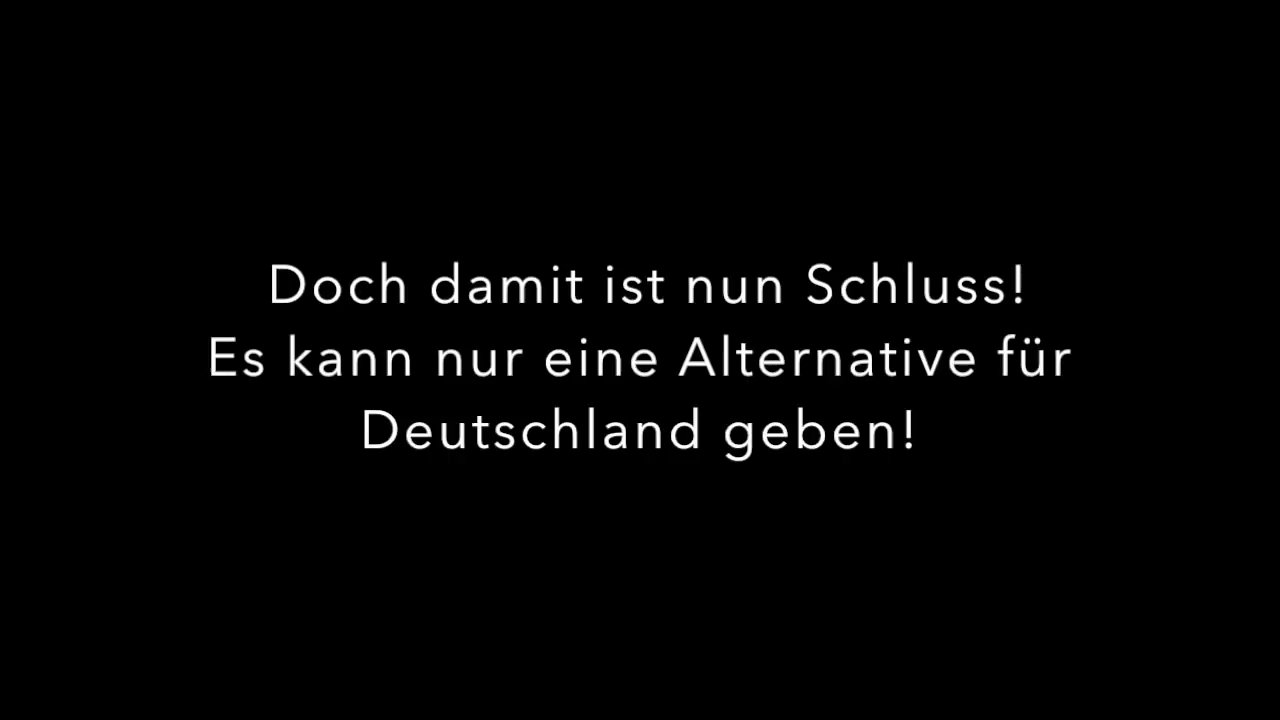 Doch damit ist nun Schluss!
Es kann nur eine Alternative für
Deutschland geben!